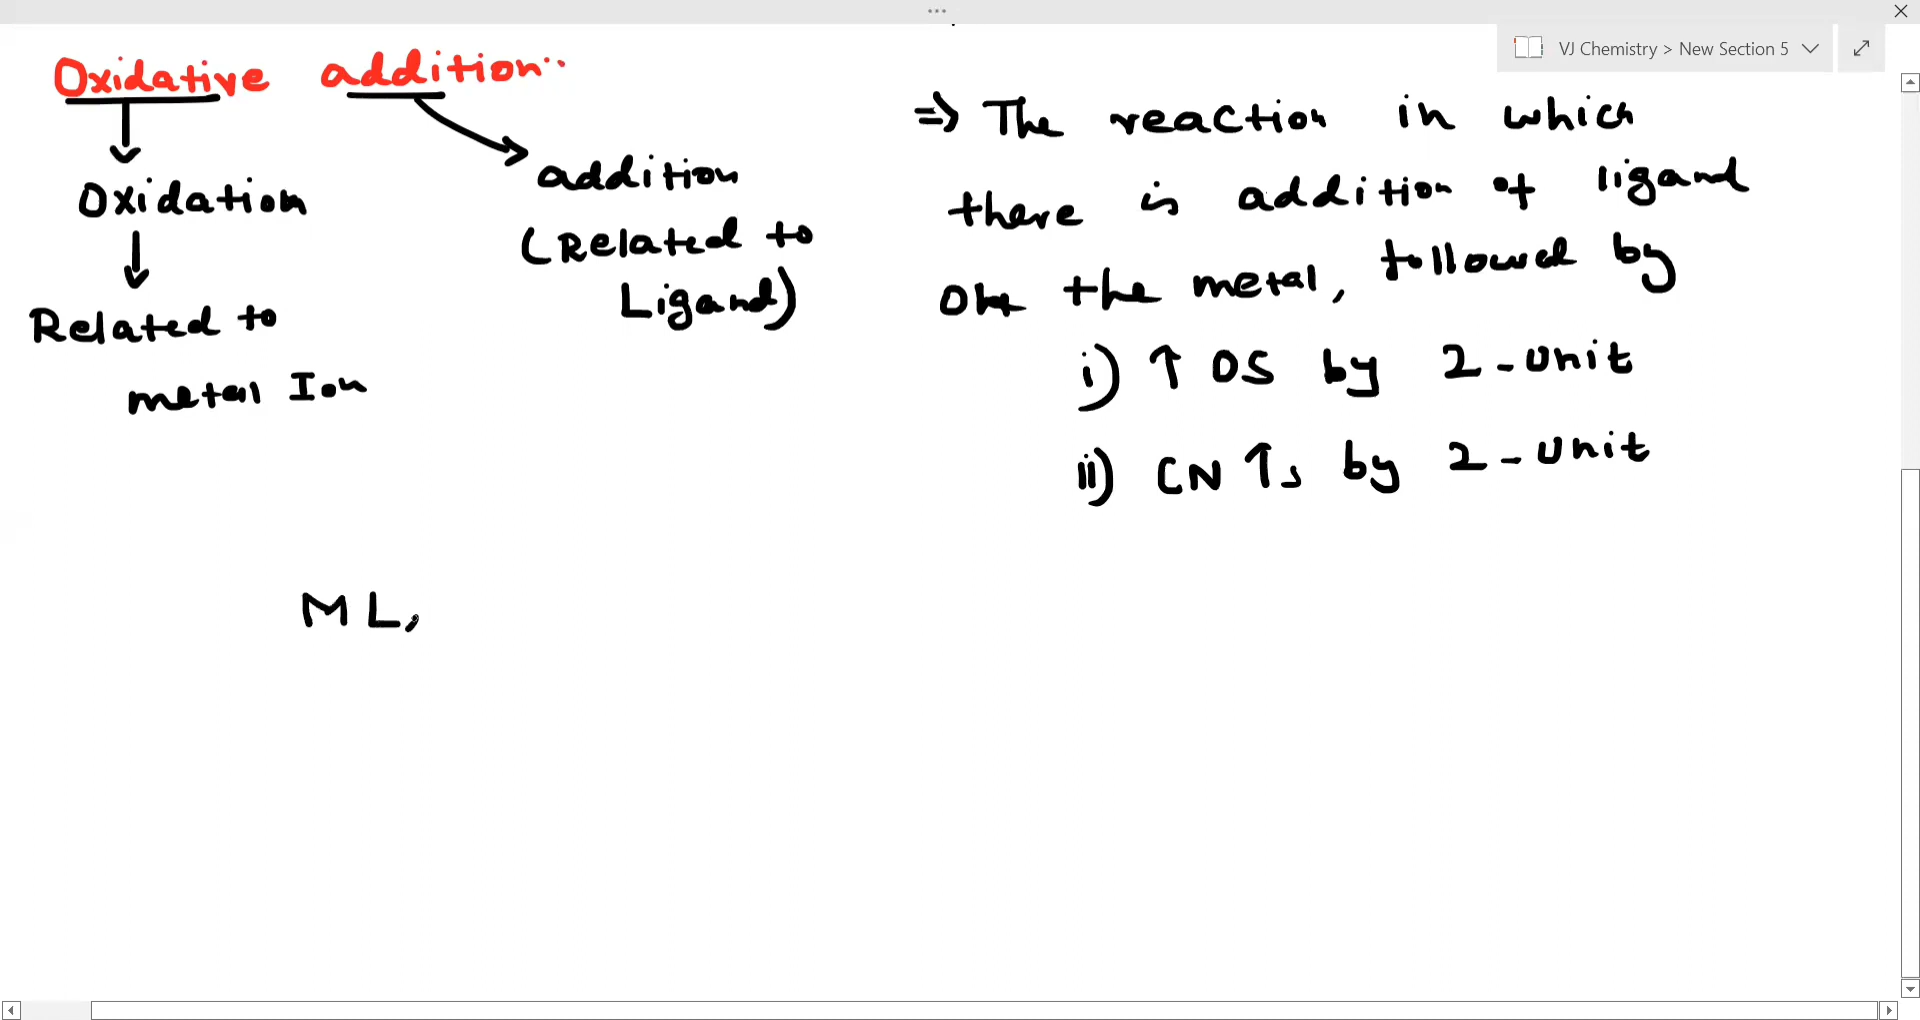 VJ Chemistry > New Section 5
Oxidative addition
Oxidation
Related to
metal Ion
addition
(Related to
Ligand)
=> The reaction in which
there is addition of ligand
on the metal, followed by
i) ↑ OS by 2-unit
ii) CN ↑s by 2-unit
ML,